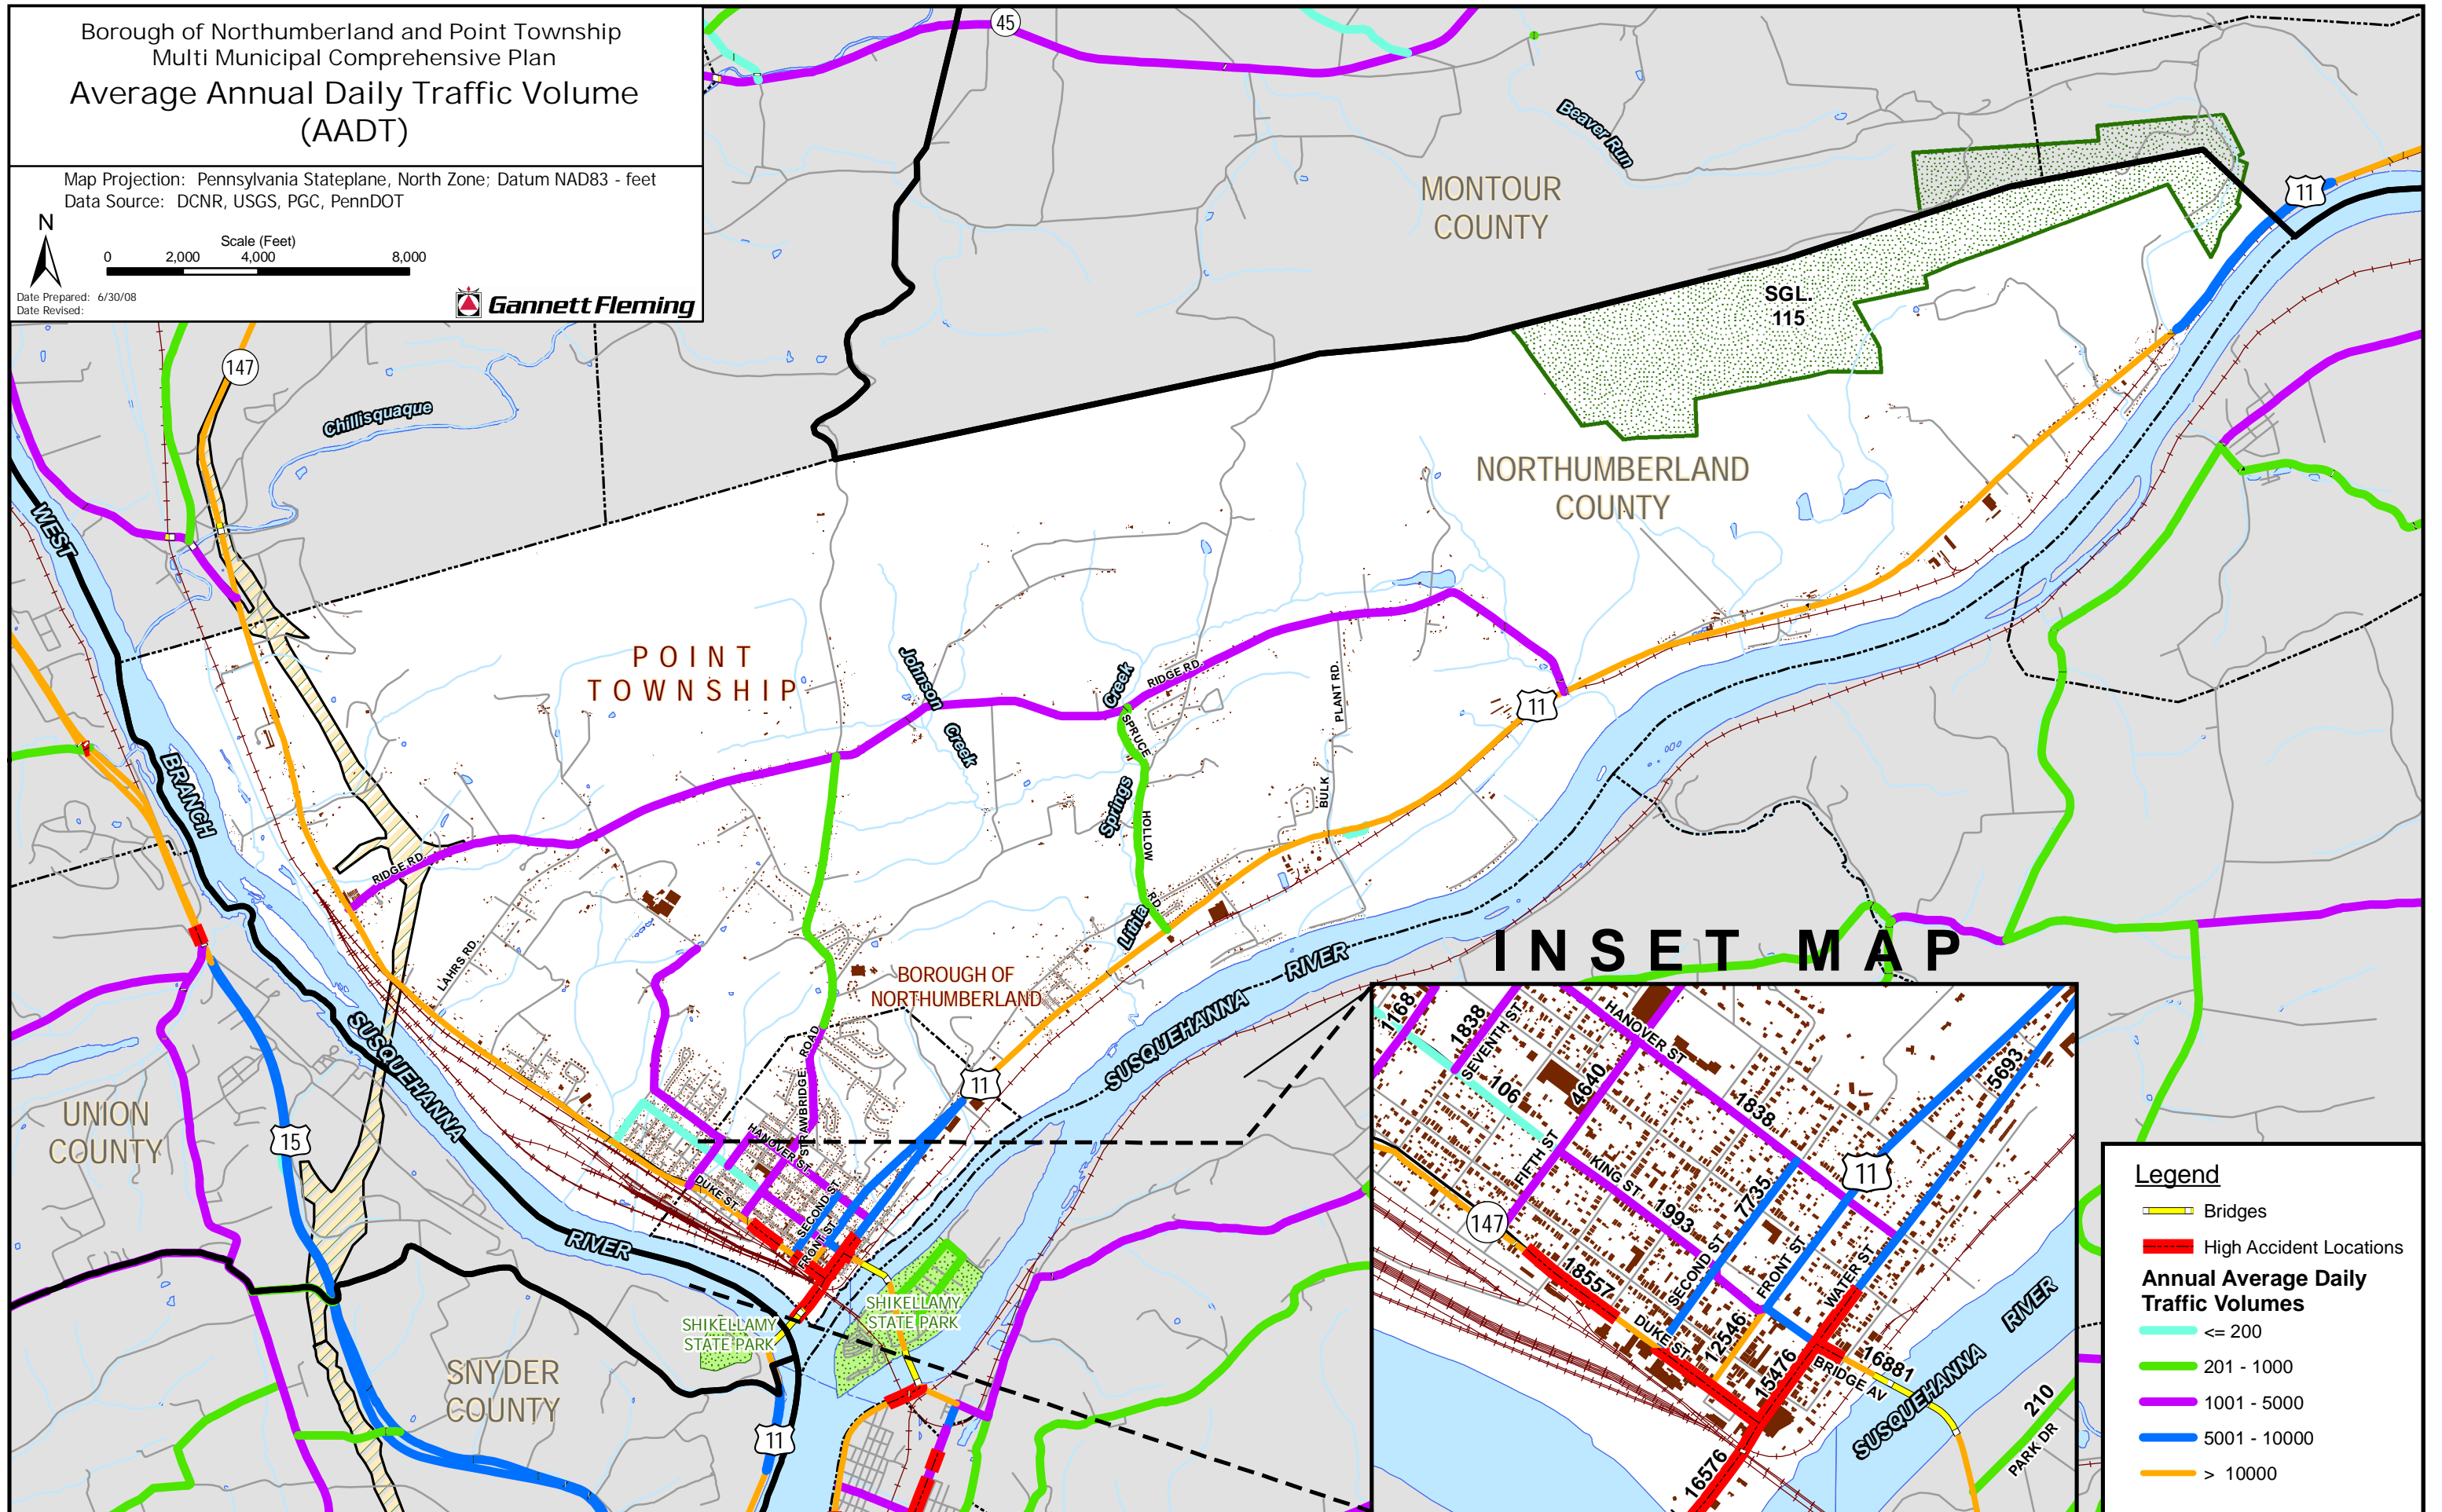 Borough of Northumberland and Point Township
Multi Municipal Comprehensive Plan
Average Annual Daily Traffic Volume
(AADT)
Map Projection: Pennsylvania Stateplane, North Zone; Datum NAD83 - feet
Data Source: DCNR, USGS, PGC, PennDOT
N
Scale (Feet)
0 2,000 4,000 8,000
Date Prepared: 6/30/08
Date Revised:
Gannett Fleming
45
Beaver Run
MONTOUR
COUNTY
11
SGL.
115
147
Chillisquaque
NORTHUMBERLAND
COUNTY
WEST
BRANCH
SUSQUEHANNA
RIVER
POINT
TOWNSHIP
Johnson
Creek
Creek
Springs
Lithia
RIDGE RD.
SPRUCE
HOLLOW
RD.
PLANT RD.
BULK
11
RIDGE RD.
LAHRS RD.
BOROUGH OF
NORTHUMBERLAND
SUSQUEHANNA
RIVER
STRAWBRIDGE ROAD
11
HANOVER ST.
DUKE ST.
SECOND ST.
FRONT ST.
UNION
COUNTY
15
SHIKELLAMY
STATE PARK
SHIKELLAMY
STATE PARK
SNYDER
COUNTY
11
INSET MAP
1168
1838
SEVENTH ST
HANOVER ST
106
4640
1838
5693
FIFTH ST
KING ST
1993
7735
11
147
SECOND ST
FRONT ST
WATER ST
18557
DUKE ST
12546
15476
16881
BRIDGE AV
16576
SUSQUEHANNA
RIVER
210
PARK DR
Legend
Bridges
High Accident Locations
Annual Average Daily
Traffic Volumes
<= 200
201 - 1000
1001 - 5000
5001 - 10000
> 10000